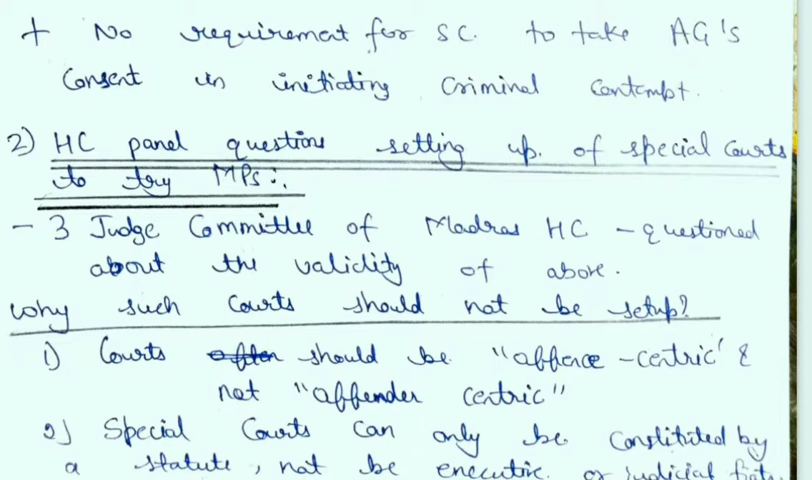 + No requirement for SC. to take AG's
Consent in initiating Criminal Contempt.
2) HC panel questions setting up. of special Courts
to try MPs:.
- 3 Judge Committee of Madras HC - questioned
about the validity of above.
why such Courts should not be setup?
i) Courts should be "offence - centric' &
not "offender centric"
2) Special Courts can only be. Constituted by
a statute, not be executive or judicial fiat.